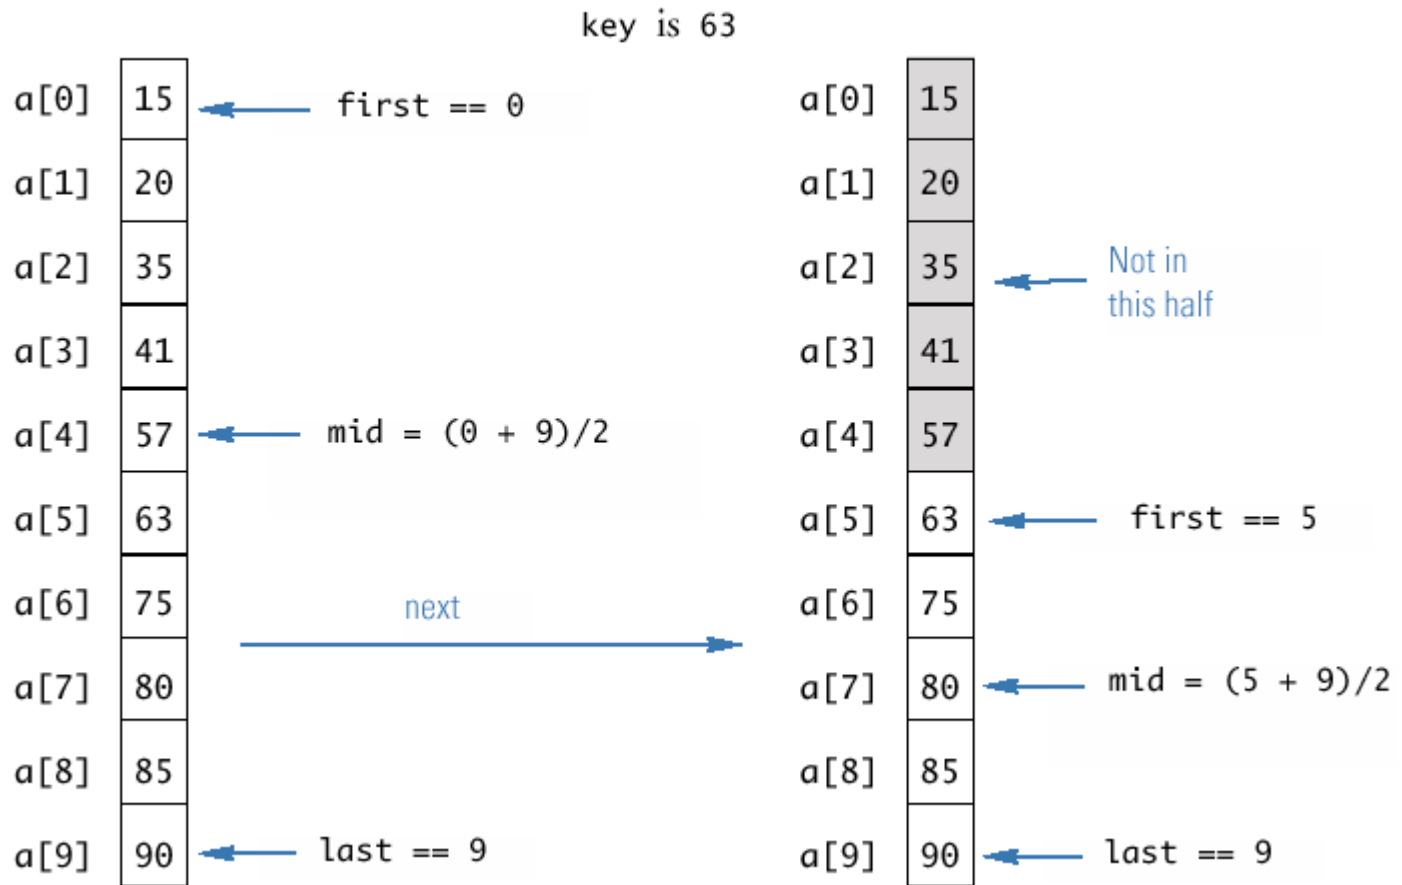 key is 63
a[0] 15 first == 0
a[1] 20
a[2] 35
a[3] 41
a[4] 57 mid = (0 + 9)/2
a[5] 63
a[6] 75
a[7] 80
a[8] 85
a[9] 90 last == 9
next
a[0] 15
a[1] 20
a[2] 35 Not in
this half
a[3] 41
a[4] 57
a[5] 63 first == 5
a[6] 75
a[7] 80 mid = (5 + 9)/2
a[8] 85
a[9] 90 last == 9